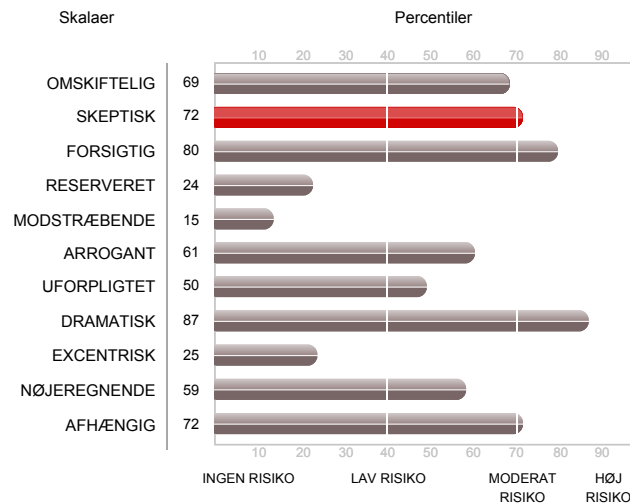 Skalaer Percentiler
10 20 30 40 50 60 70 80 90
OMSKIFTELIG 69
SKEPTISK 72
FORSIGTIG 80
RESERVERET 24
MODSTRÆBENDE 15
ARROGANT 61
UFORPLIGTET 50
DRAMATISK 87
EXCENTRISK 25
NØJEREGNENDE 59
AFHÆNGIG 72
10 20 30 40 50 60 70 80 90
INGEN RISIKO LAV RISIKO MODERAT HØJ
RISIKO RISIKO